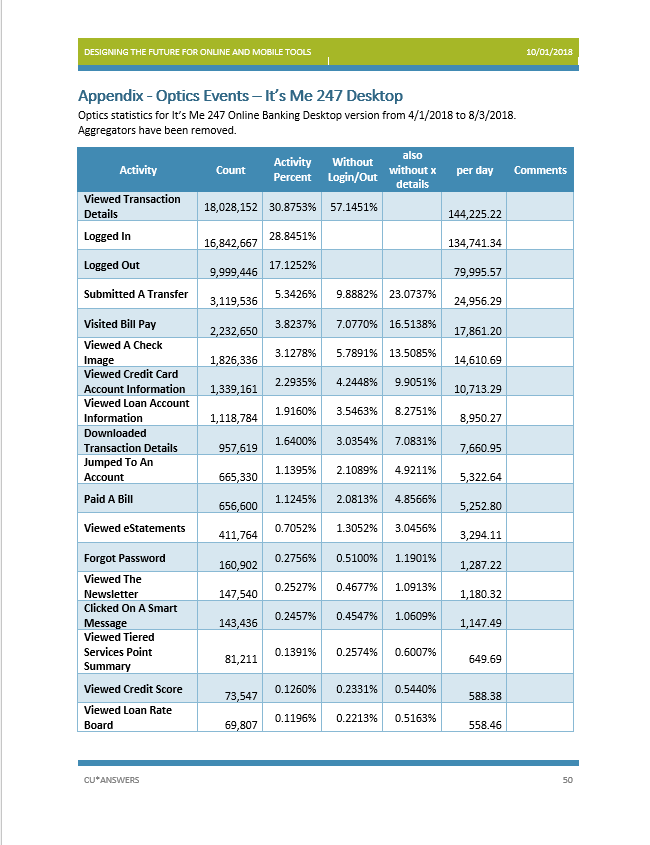 DESIGNING THE FUTURE FOR ONLINE AND MOBILE TOOLS 10/01/2018
Appendix - Optics Events – It’s Me 247 Desktop
Optics statistics for It’s Me 247 Online Banking Desktop version from 4/1/2018 to 8/3/2018.
Aggregators have been removed.
Activity Count Activity Percent Without Login/Out also without x details per day Comments
Viewed Transaction Details 18,028,152 30.8753% 57.1451% 144,225.22
Logged In 16,842,667 28.8451% 134,741.34
Logged Out 9,999,446 17.1252% 79,995.57
Submitted A Transfer 3,119,536 5.3426% 9.8882% 23.0737% 24,956.29
Visited Bill Pay 2,232,650 3.8237% 7.0770% 16.5138% 17,861.20
Viewed A Check Image 1,826,336 3.1278% 5.7891% 13.5085% 14,610.69
Viewed Credit Card Account Information 1,339,161 2.2935% 4.2448% 9.9051% 10,713.29
Viewed Loan Account Information 1,118,784 1.9160% 3.5463% 8.2751% 8,950.27
Downloaded Transaction Details 957,619 1.6400% 3.0354% 7.0831% 7,660.95
Jumped To An Account 665,330 1.1395% 2.1089% 4.9211% 5,322.64
Paid A Bill 656,600 1.1245% 2.0813% 4.8566% 5,252.80
Viewed eStatements 411,764 0.7052% 1.3052% 3.0456% 3,294.11
Forgot Password 160,902 0.2756% 0.5100% 1.1901% 1,287.22
Viewed The Newsletter 147,540 0.2527% 0.4677% 1.0913% 1,180.32
Clicked On A Smart Message 143,436 0.2457% 0.4547% 1.0609% 1,147.49
Viewed Tiered Services Point Summary 81,211 0.1391% 0.2574% 0.6007% 649.69
Viewed Credit Score 73,547 0.1260% 0.2331% 0.5440% 588.38
Viewed Loan Rate Board 69,807 0.1196% 0.2213% 0.5163% 558.46
CU*ANSWERS 50